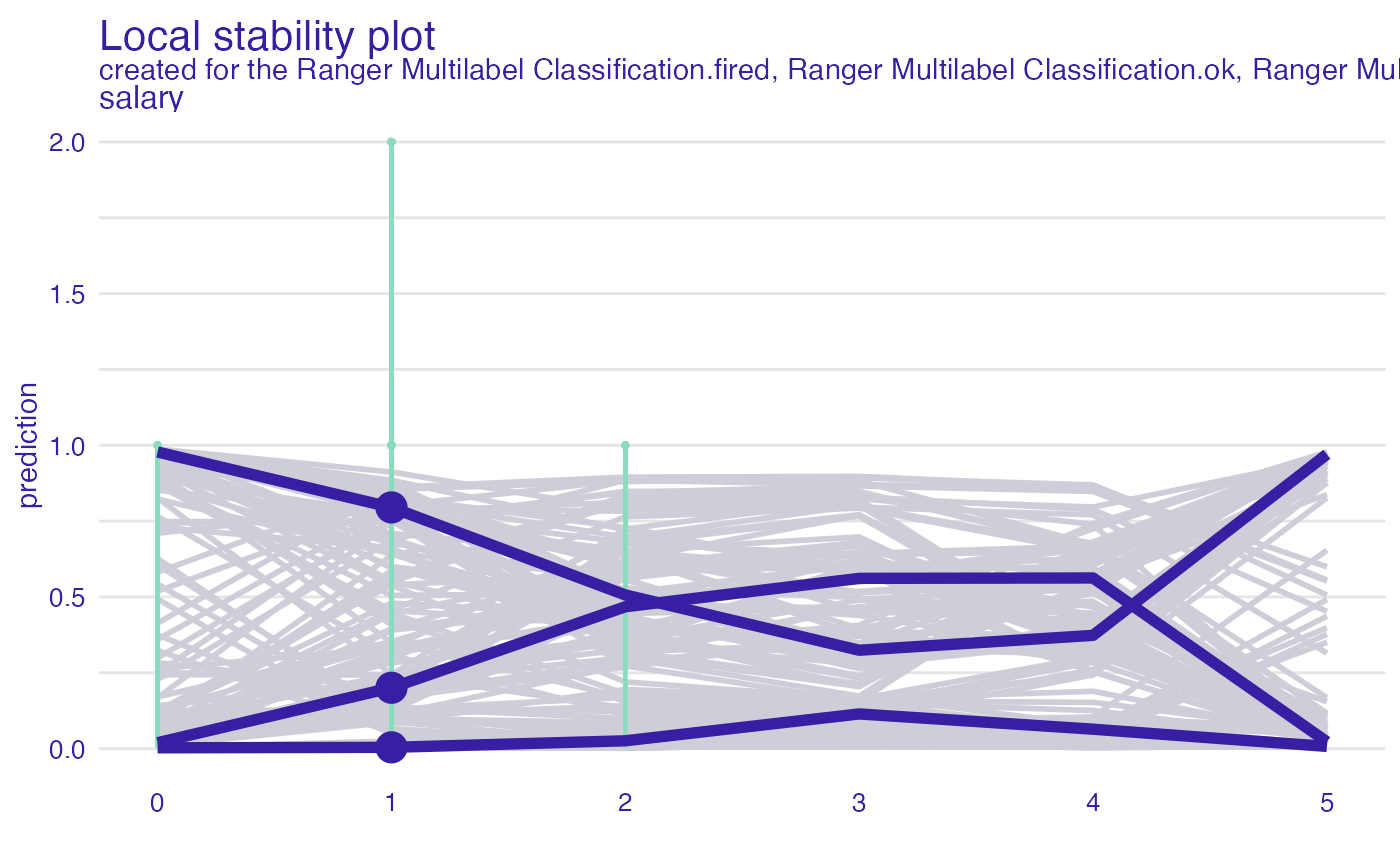 Local stability plot
created for the Ranger Multilabel Classification.fired, Ranger Multilabel Classification.ok, Ranger
salary
2.0
1.5
1.0
0.5
0.0
prediction
0
1
2
3
4
5